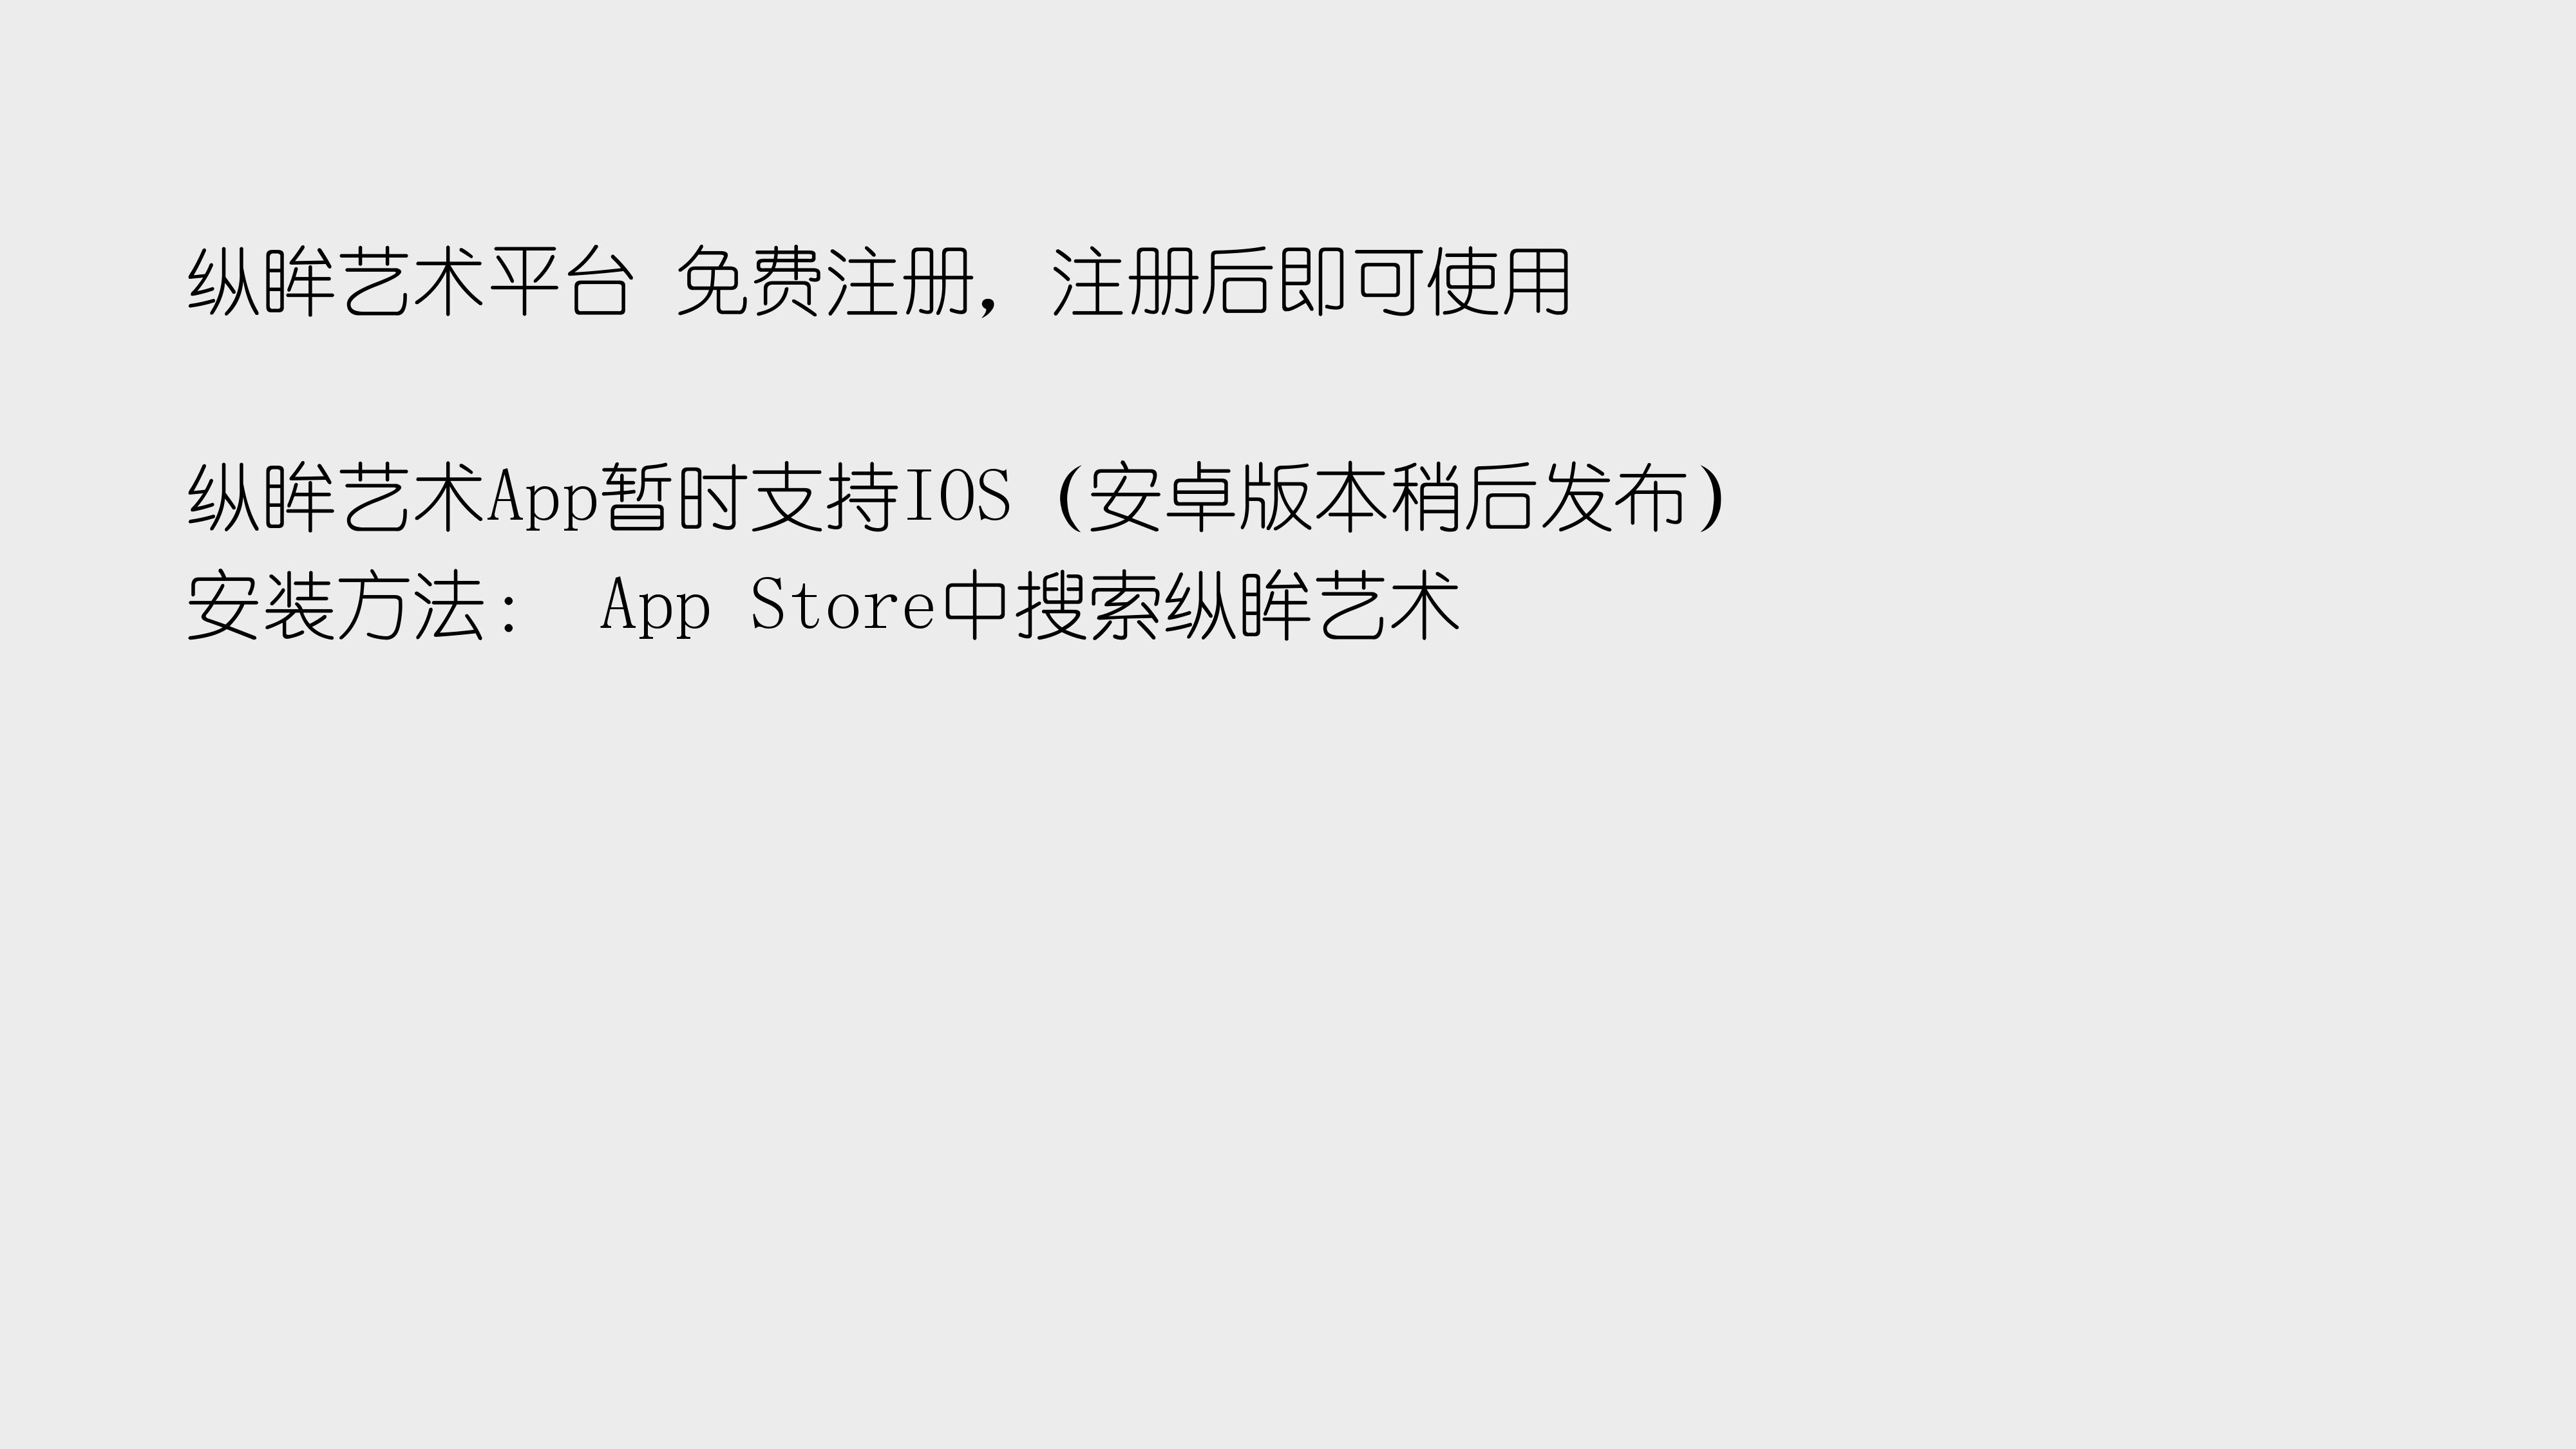 纵眸艺术平台 免费注册，注册后即可使用
纵眸艺术App暂时支持IOS（安卓版本稍后发布）
安装方法： App Store中搜索纵眸艺术